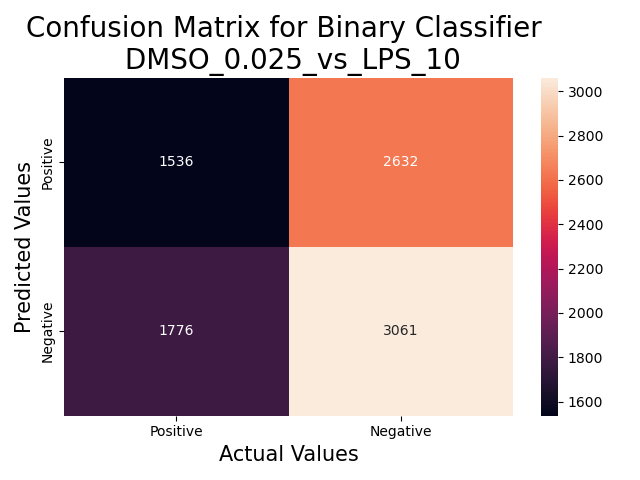 Confusion Matrix for Binary Classifier
DMSO_0.025_vs_LPS_10
Predicted Values
Positive
Negative
1536
2632
1776
3061
Positive
Negative
Actual Values
3000
2800
2600
2400
2200
2000
1800
1600